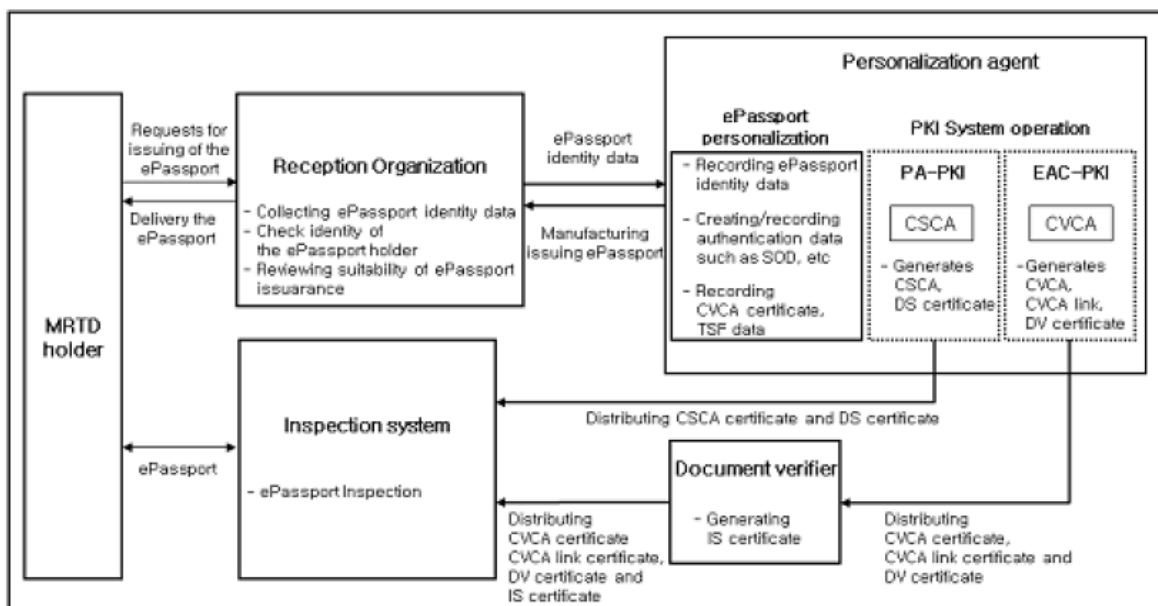 Personalization agent
MRTD
holder
Requests for
issuing of the
ePassport
Delivery the
ePassport
Reception Organization
- Collecting ePassport identity data
- Check identity of
the ePassport holder
- Reviewing suitability of ePassport
issuarance
ePassport
identity data
Manufacturing
issuing ePassport
ePassport
personalization
- Recording ePassport
identity data
- Creating/recording
authentication data
such as SOD, etc
- Recording
CVCA certificate,
TSF data
PKI System operation
PA-PKI
CSCA
- Generates
CSCA,
DS certificate
EAC-PKI
CVCA
- Generates
CVCA,
CVCA link,
DV certificate
Distributing CSCA certificate and DS certificate
ePassport
Inspection system
- ePassport Inspection
Distributing
CVCA certificate
CVCA link certificate,
DV certificate and
IS certificate
Document verifier
- Generating
IS certificate
Distributing
CVCA certificate,
CVCA link certificate and
DV certificate